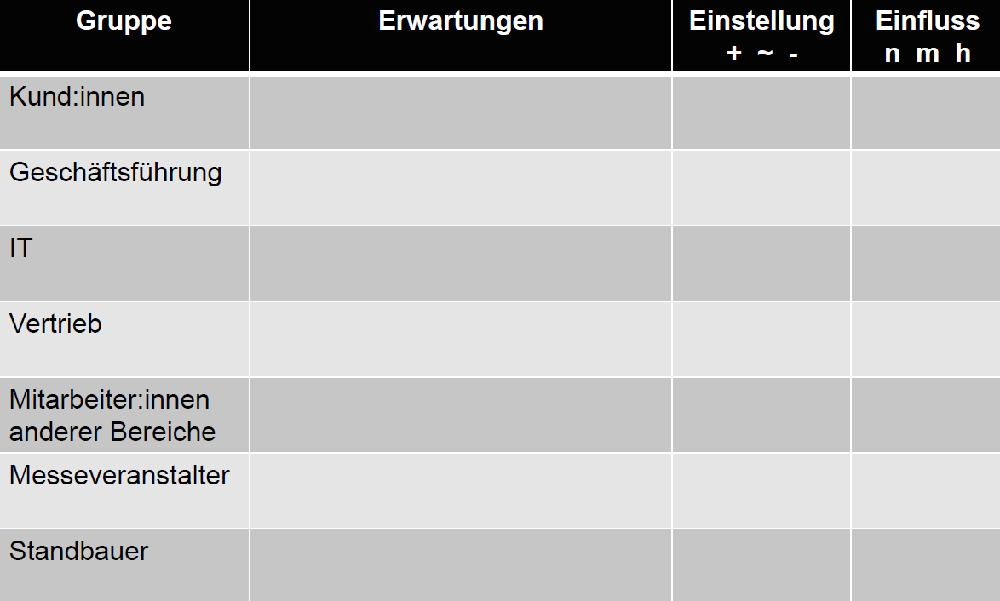 Gruppe Erwartungen Einstellung Einfluss
+ ~ - n m h
Kund:innen
Geschäftsführung
IT
Vertrieb
Mitarbeiter:innen
anderer Bereiche
Messeveranstalter
Standbauer